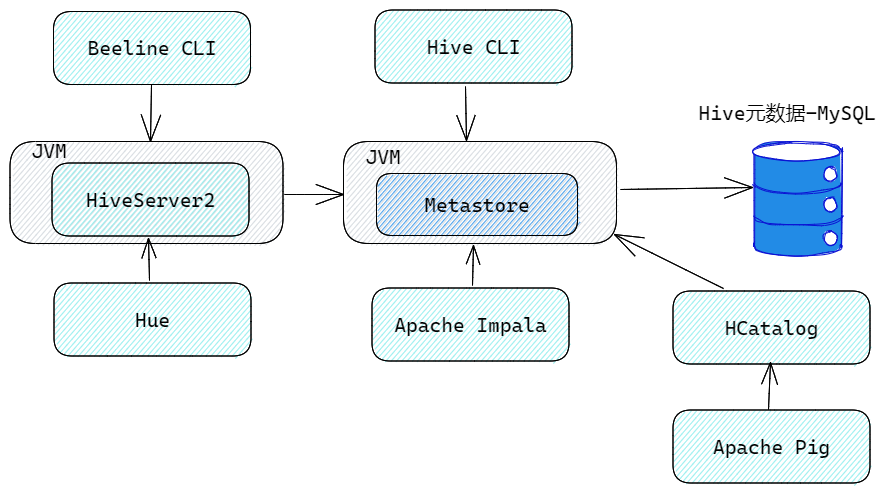 Beeline CLI
Hive CLI
Hive元数据-MySQL
JVM
JVM
HiveServer2
Metastore
Hue
Apache Impala
HCatalog
Apache Pig